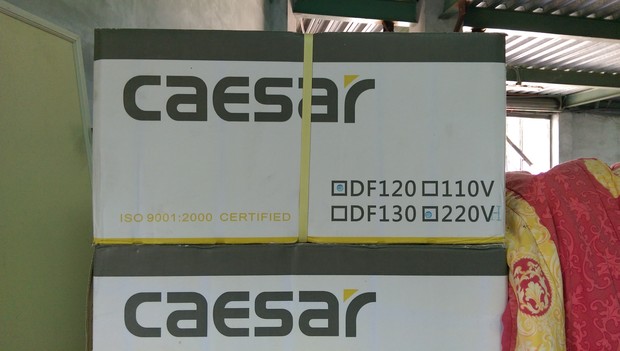 caesar
☑DF120 ☐110V
ISO 9001:2000 CERTIFIED ☐DF130 ☑220V
caesar